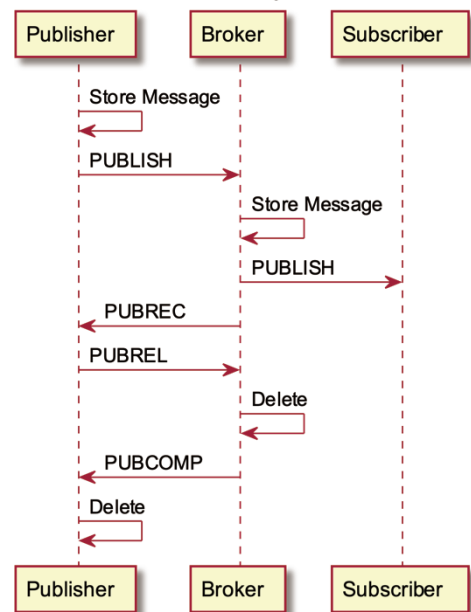 Publisher Broker Subscriber
Store Message
PUBLISH
Store Message
PUBLISH
PUBREC
PUBREL
Delete
PUBCOMP
Delete
Publisher Broker Subscriber